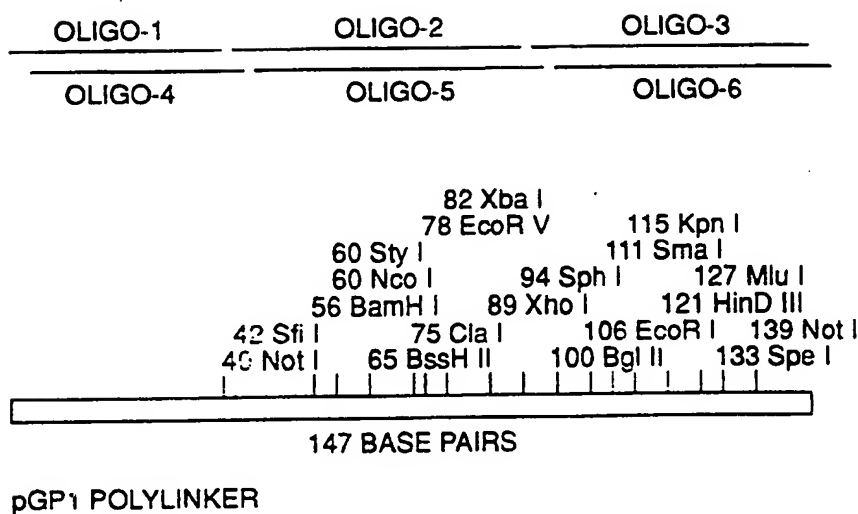 OLIGO-1 OLIGO-2 OLIGO-3
OLIGO-4 OLIGO-5 OLIGO-6
82 Xba I
78 EcoR V 115 Kpn I
60 Sty I 111 Sma I
60 Nco I 94 Sph I 127 Mlu I
56 BamH I 89 Xho I 121 HinD III
42 Sfi I 75 Cla I 106 EcoR I 139 Not I
40 Not I 65 BssH II 100 Bgl II 133 Spe I
147 BASE PAIRS
pGP1 POLYLINKER